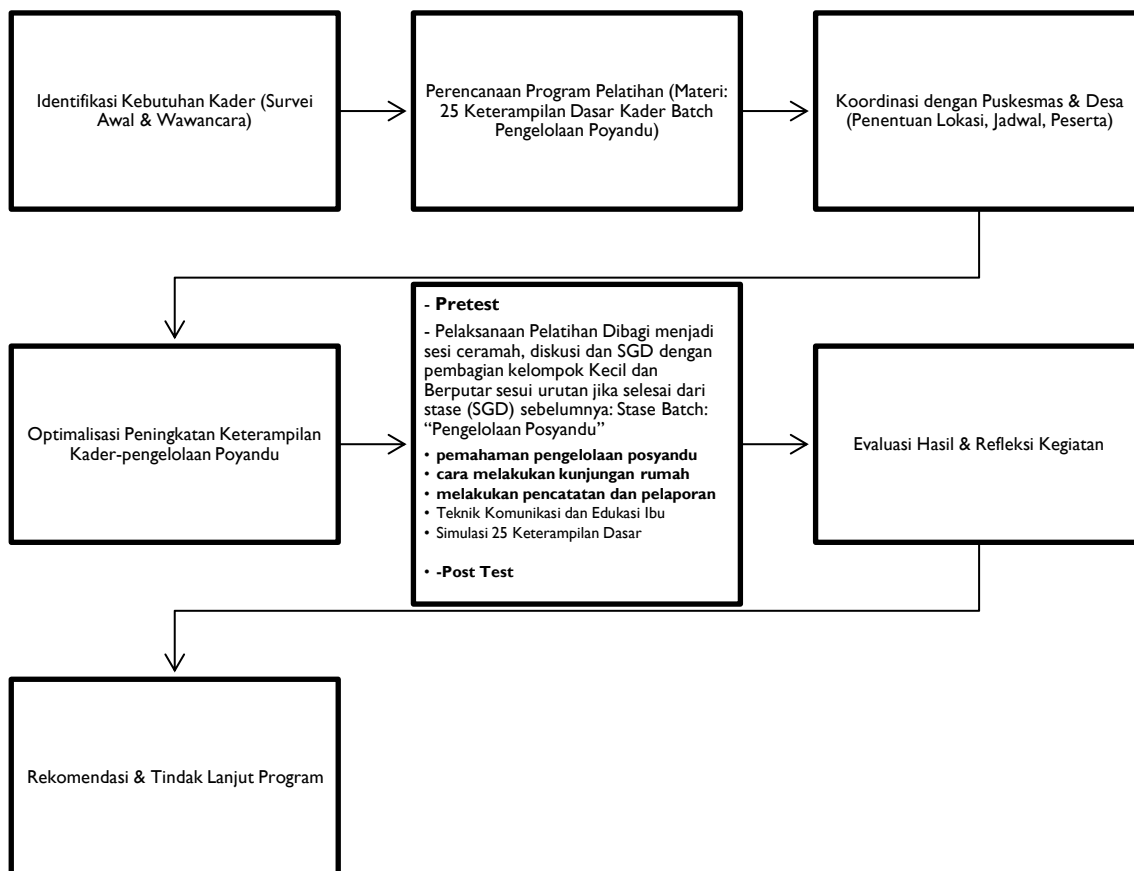 Identifikasi Kebutuhan Kader (Survei
Awal & Wawancara)
Perencanaan Program Pelatihan (Materi:
25 Keterampilan Dasar Kader Batch
Pengelolaan Poyandu)
Koordinasi dengan Puskesmas & Desa
(Penentuan Lokasi, Jadwal, Peserta)
Optimalisasi Peningkatan Keterampilan
Kader-pengelolaan Poyandu
- Pretest
- Pelaksanaan Pelatihan Dibagi menjadi
sesi ceramah, diskusi dan SGD dengan
pembagian kelompok Kecil dan
Berputar sesui urutan jika selesai dari
stase (SGD) sebelumnya: Stase Batch:
“Pengelolaan Posyandu”
• pemahaman pengelolaan posyandu
• cara melakukan kunjungan rumah
• melakukan pencatatan dan pelaporan
• Teknik Komunikasi dan Edukasi Ibu
• Simulasi 25 Keterampilan Dasar
• -Post Test
Evaluasi Hasil & Refleksi Kegiatan
Rekomendasi & Tindak Lanjut Program